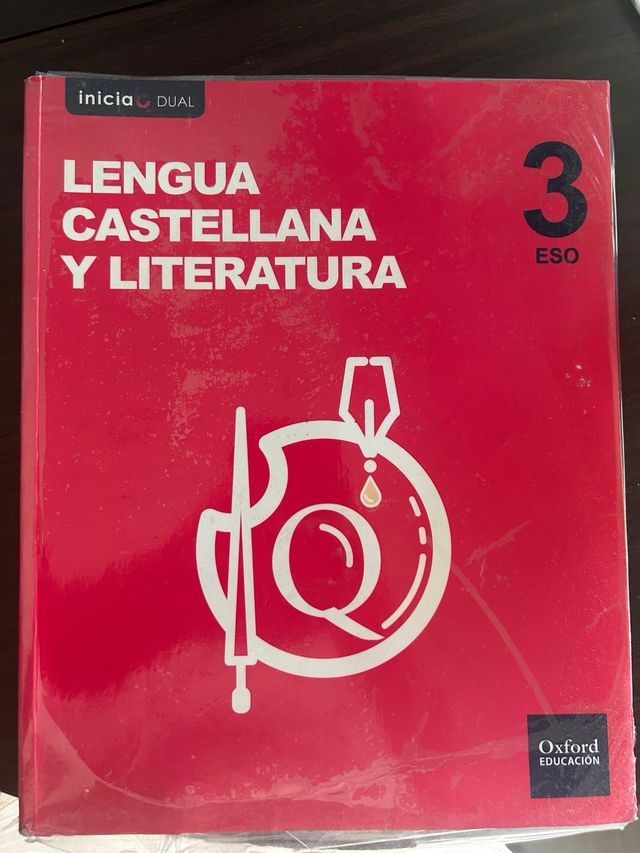 inicia DUAL
LENGUA
CASTELLANA
Y LITERATURA
3
ESO
Q
Oxford
EDUCACIÓN